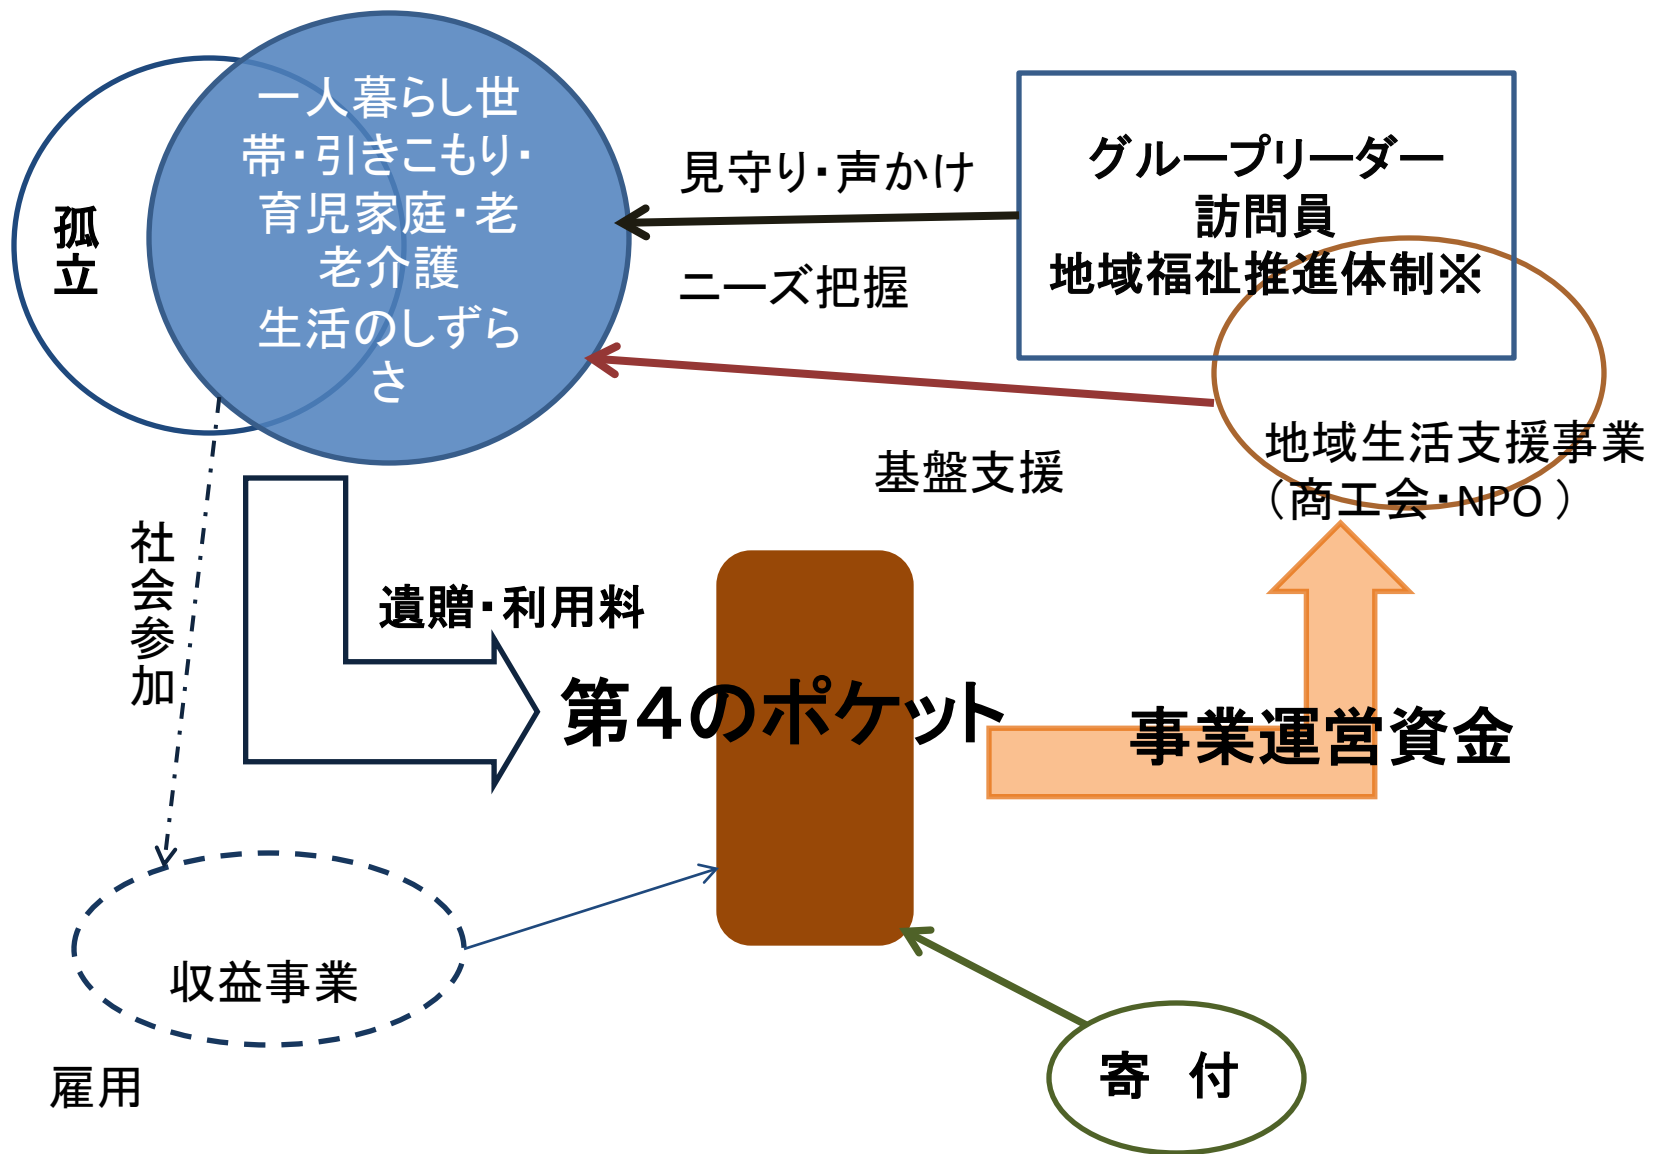 一人暮らし世
帯・引きこもり・
育児家庭・老
老介護
生活のしずら
さ
孤立
見守り・声かけ
ニーズ把握
グループリーダー
訪問員
地域福祉推進体制※
基盤支援
地域生活支援事業
（商工会・NPO ）
社会参加
遺贈・利用料
第4のポケット
事業運営資金
収益事業
雇用
寄　付